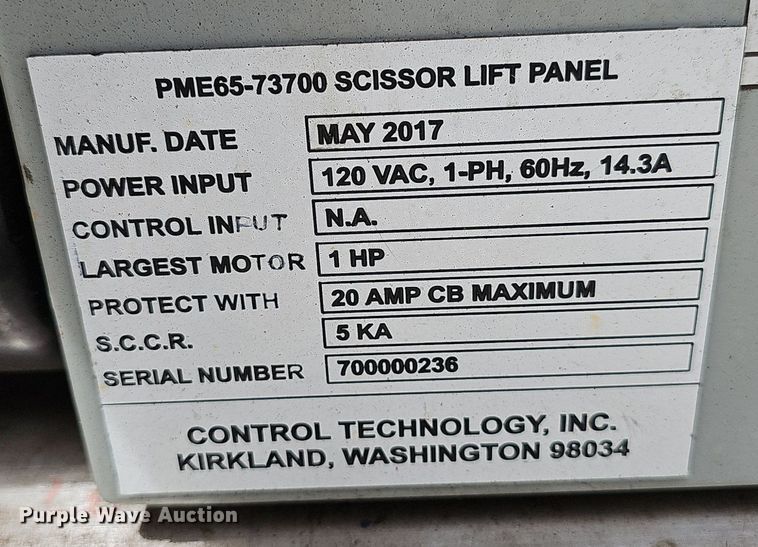 PME65-73700 SCISSOR LIFT PANEL
MANUF. DATE MAY 2017
POWER INPUT 120 VAC, 1-PH, 60Hz, 14.3A
CONTROL INPUT N.A.
LARGEST MOTOR 1 HP
PROTECT WITH 20 AMP CB MAXIMUM
S.C.C.R. 5 KA
SERIAL NUMBER 700000236
CONTROL TECHNOLOGY, INC.
KIRKLAND, WASHINGTON 98034
Purple Wave Auction